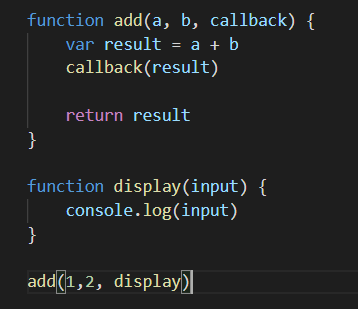 function add(a, b, callback) {
    var result = a + b
    callback(result)

    return result
}

function display(input) {
    console.log(input)
}

add(1,2, display)